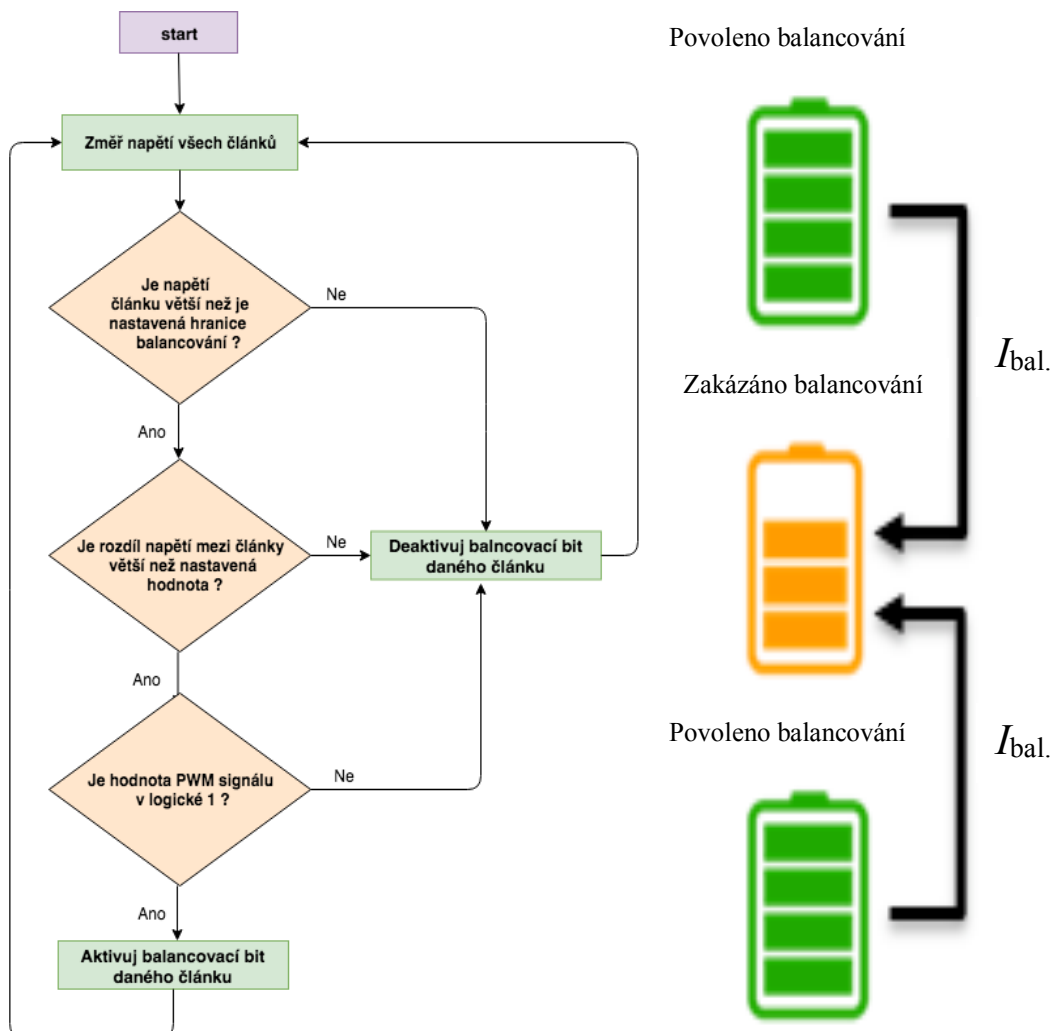 start
Změř napětí všech článků
Je napětí
článku větší než je
nastavená hranice
balancování ?
Ne
Ano
Je rozdíl napětí mezi články
větší než nastavená
hodnota ?
Ne
Deaktivuj balncovací bit
daného článku
Ano
Je hodnota PWM signálu
v logické 1 ?
Ne
Ano
Aktivuj balancovací bit
daného článku
Povoleno balancování
Ibal.
Zakázáno balancování
Povoleno balancování
Ibal.